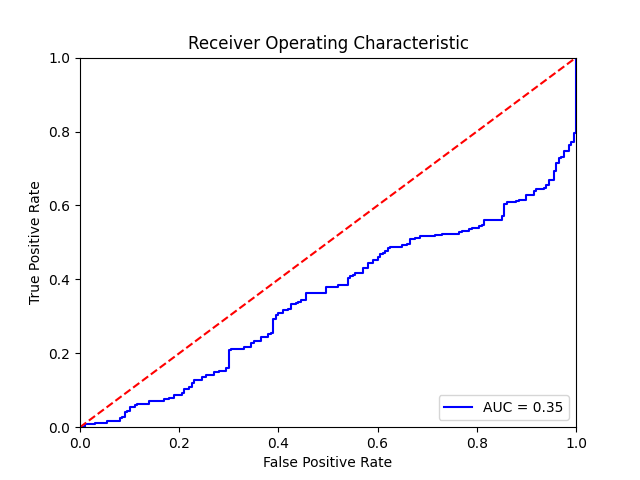 Receiver Operating Characteristic
1.0
0.8
0.6
0.4
0.2
0.0
True Positive Rate
AUC = 0.35
0.0 0.2 0.4 0.6 0.8 1.0
False Positive Rate